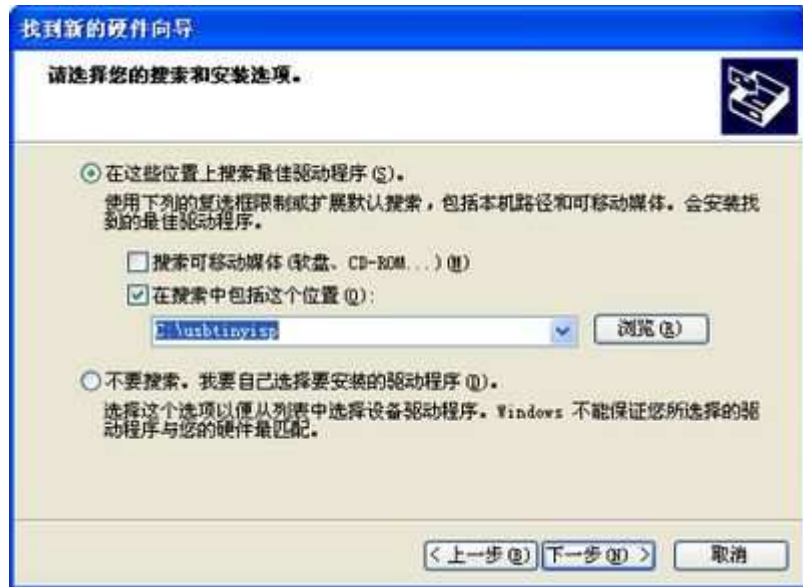 找到新的硬件向导
请选择您的搜索和安装选项。
在这些位置上搜索最佳驱动程序(S)。
使用下列的复选框限制或扩展默认搜索，包括本机路径和可移动媒体。会安装找
到的最佳驱动程序。
搜索可移动媒体(软盘、CD-ROM...)(M)
在搜索中包括这个位置(O):
C:\usbtinyisp
浏览(R)
不要搜索。我要自己选择要安装的驱动程序(D)。
选择这个选项以便从列表中选择设备驱动程序。Windows 不能保证您所选择的驱
动程序与您的硬件最匹配。
< 上一步(B) 下一步(N) > 取消